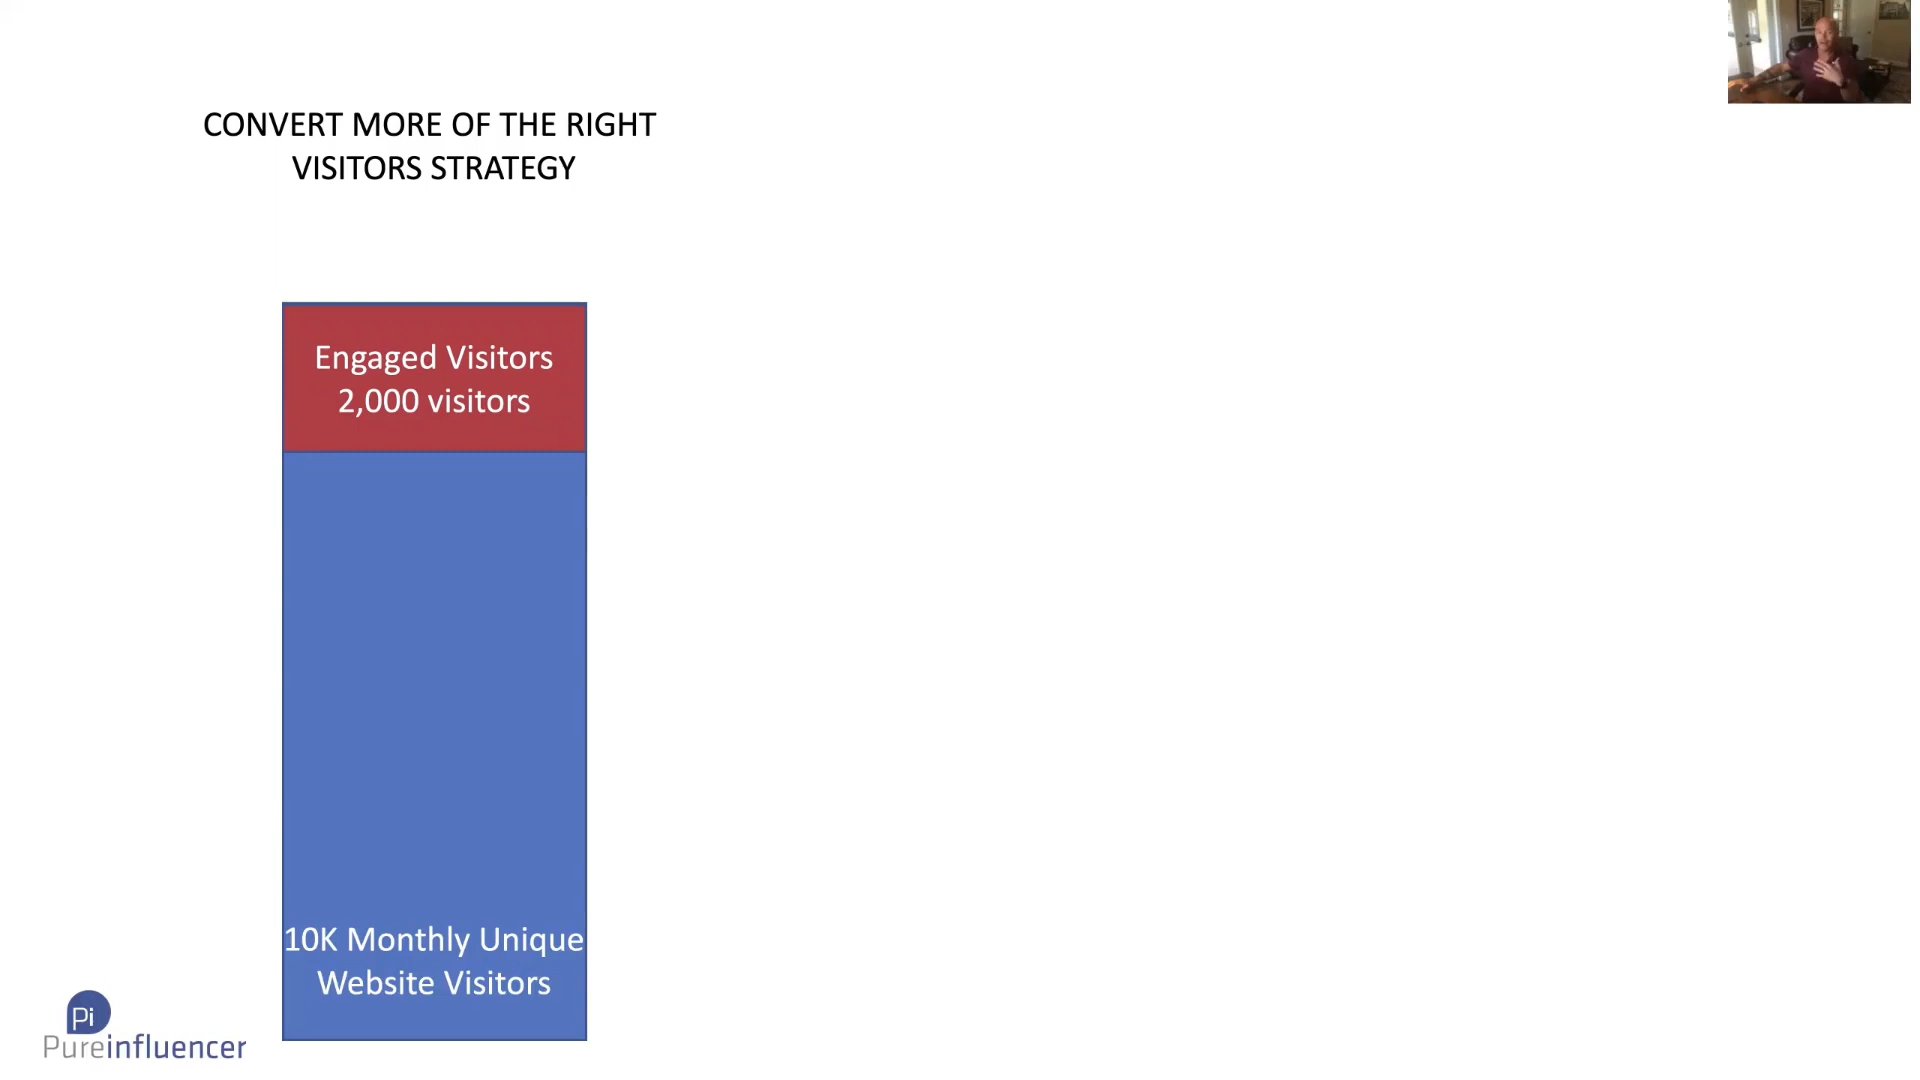 CONVERT MORE OF THE RIGHT
VISITORS STRATEGY
Engaged Visitors
2,000 visitors
10K Monthly Unique
Website Visitors
Pi
Pureinfluencer